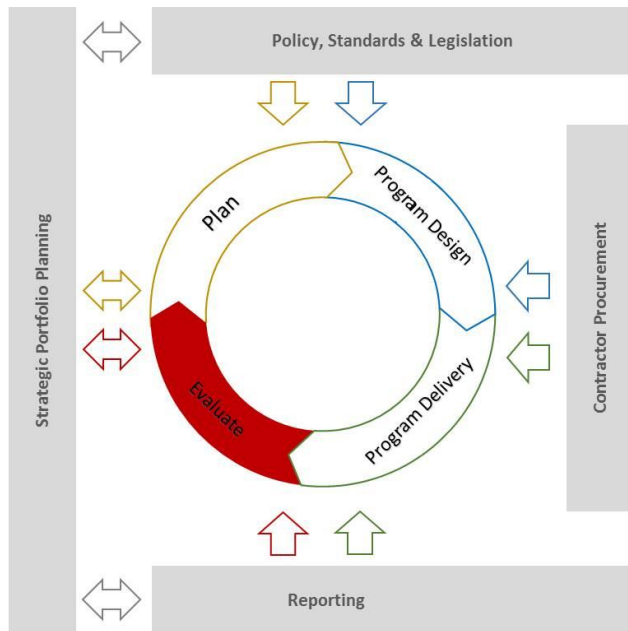 Policy, Standards & Legislation
Strategic Portfolio Planning
Plan
Program Design
Contractor Procurement
Evaluate
Program Delivery
Reporting